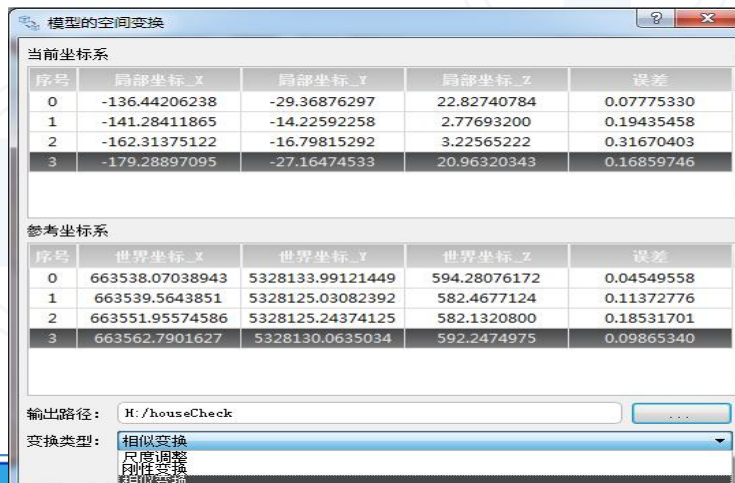 模型的空间变换
当前坐标系
序号 局部坐标_X 局部坐标_Y 局部坐标_Z 误差
0 -136.44206238 -29.36876297 22.82740784 0.07775330
1 -141.28411865 -14.22592258 2.77693200 0.19435458
2 -162.31375122 -16.79815292 3.22565222 0.31670403
3 -179.28897095 -27.16474533 20.96320343 0.16859746
参考坐标系
序号 世界坐标_X 世界坐标_Y 世界坐标_Z 误差
0 663538.07038943 5328133.99121449 594.28076172 0.04549558
1 663539.5643851 5328125.03082392 582.4677124 0.11372776
2 663551.95574586 5328125.24374125 582.1320800 0.18531701
3 663562.7901627 5328130.0635034 592.2474975 0.09865340
输出路径： H:/houseCheck ...
变换类型： 相似变换
尺度调整
刚性变换
相似变换